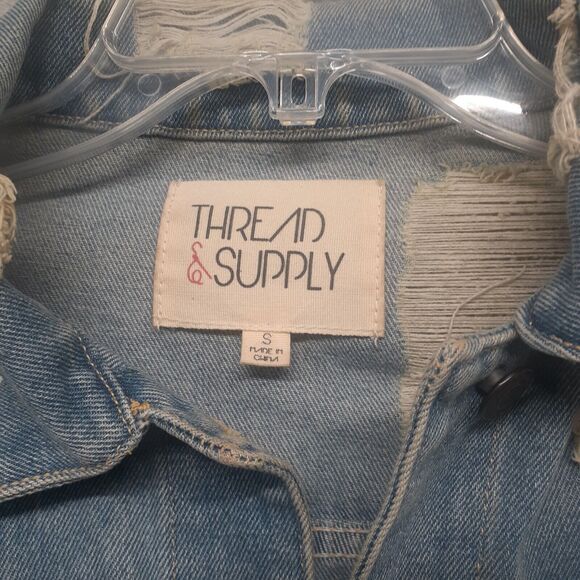 THREAD
& SUPPLY
S
MADE IN
CHINA